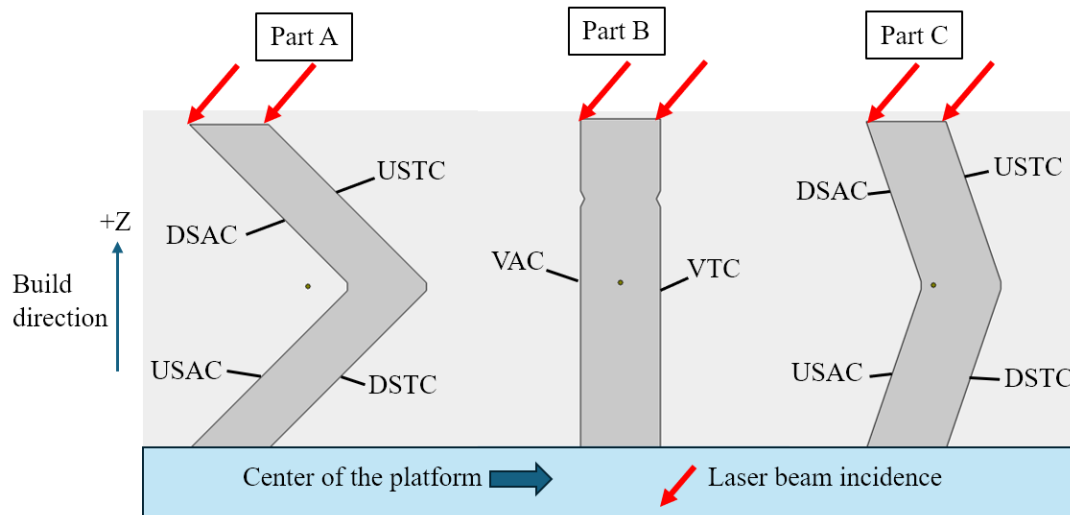 Part A
Part B
Part C
USTC
DSAC
USAC
DSTC
VAC
VTC
USTC
DSAC
USAC
DSTC
+Z
Build
direction
Center of the platform
Laser beam incidence